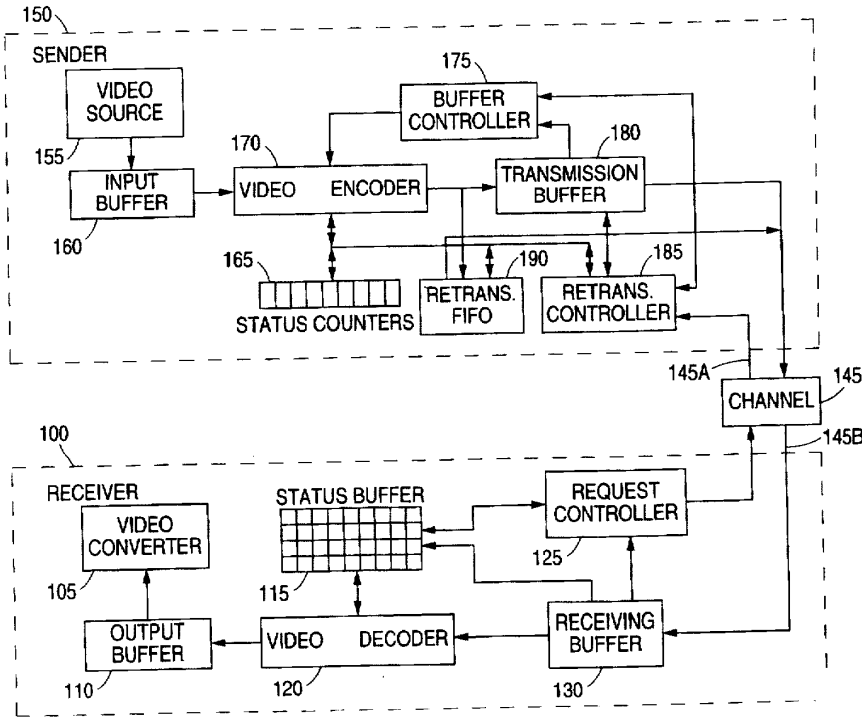 150
SENDER
VIDEO
SOURCE
155
INPUT
BUFFER
160
170
VIDEO ENCODER
175
BUFFER
CONTROLLER
180
TRANSMISSION
BUFFER
165
STATUS COUNTERS
190
RETRANS.
FIFO
185
RETRANS.
CONTROLLER
145A
145
CHANNEL
145B
100
RECEIVER
VIDEO
CONVERTER
105
STATUS BUFFER
115
REQUEST
CONTROLLER
125
OUTPUT
BUFFER
110
VIDEO DECODER
120
RECEIVING
BUFFER
130